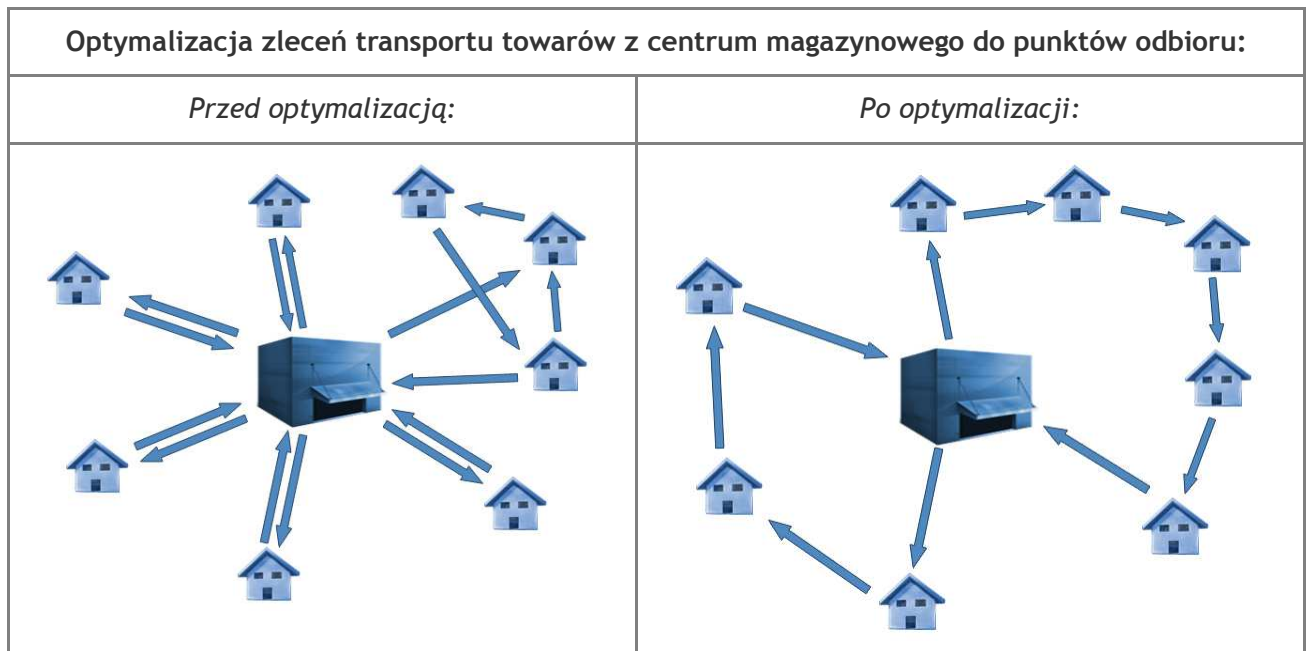 Optymalizacja zleceń transportu towarów z centrum magazynowego do punktów odbioru:
Przed optymalizacją:
Po optymalizacji: